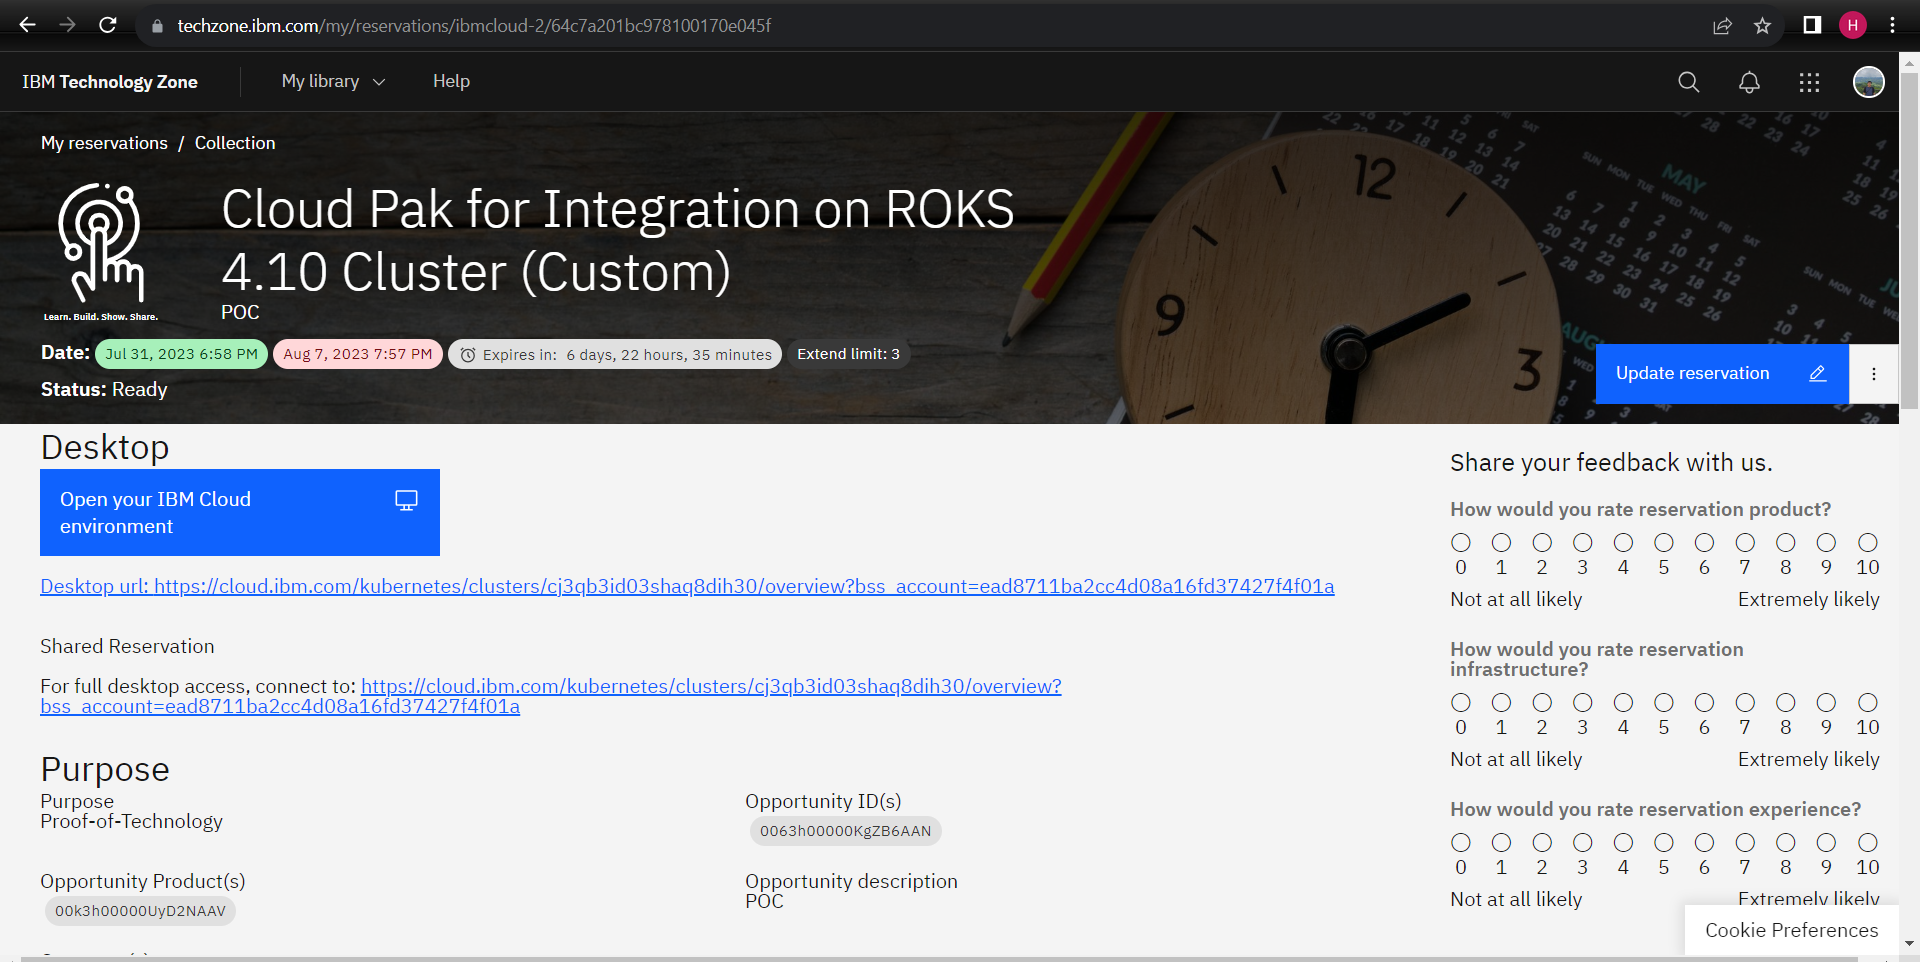 techzone.ibm.com/my/reservations/ibmcloud-2/64c7a201bc978100170e045f
H
IBM Technology Zone
My library
Help
My reservations / Collection
Learn. Build. Show. Share.
Cloud Pak for Integration on ROKS
4.10 Cluster (Custom)
POC
Date: Jul 31, 2023 6:58 PM Aug 7, 2023 7:57 PM Expires in: 6 days, 22 hours, 35 minutes Extend limit: 3
Status: Ready
12
9
3
MAY
Update reservation
Desktop
Open your IBM Cloud
environment
Desktop url: https://cloud.ibm.com/kubernetes/clusters/cj3qb3id03shaq8dih30/overview?bss_account=ead8711ba2cc4d08a16fd37427f4f01a
Shared Reservation
For full desktop access, connect to: https://cloud.ibm.com/kubernetes/clusters/cj3qb3id03shaq8dih30/overview?
bss_account=ead8711ba2cc4d08a16fd37427f4f01a
Purpose
Purpose
Proof-of-Technology
Opportunity ID(s)
0063h00000KgZB6AAN
Opportunity Product(s)
00k3h00000UyD2NAAV
Opportunity description
POC
Share your feedback with us.
How would you rate reservation product?
0 1 2 3 4 5 6 7 8 9 10
Not at all likely Extremely likely
How would you rate reservation
infrastructure?
0 1 2 3 4 5 6 7 8 9 10
Not at all likely Extremely likely
How would you rate reservation experience?
0 1 2 3 4 5 6 7 8 9 10
Not at all likely Extremely likely
Cookie Preferences